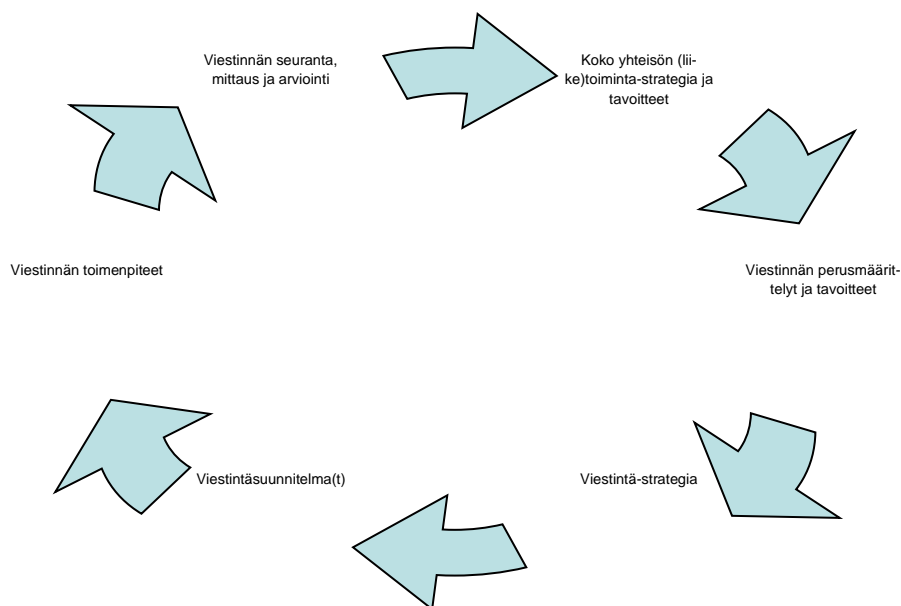 Viestinnän seuranta,
mittaus ja arviointi
Koko yhteisön (lii-
ke)toiminta-strategia ja
tavoitteet
Viestinnän toimenpiteet
Viestinnän perusmäärit-
telyt ja tavoitteet
Viestintäsuunnitelma(t)
Viestintä-strategia